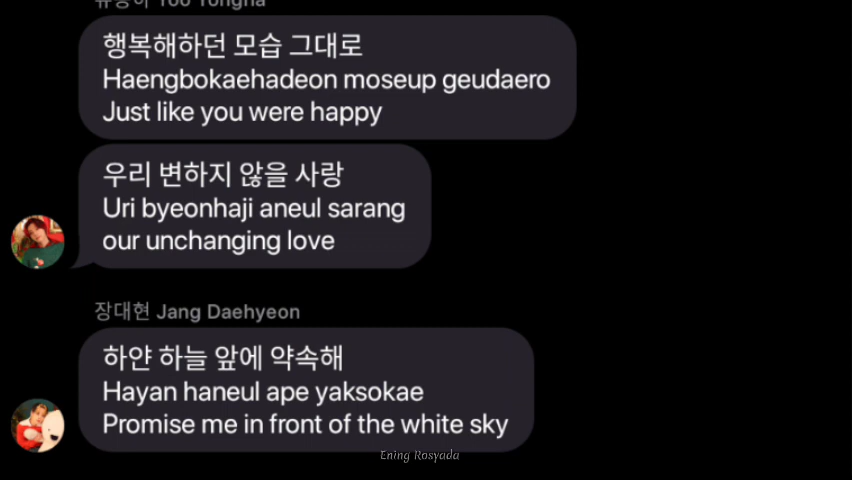 유용하 Yoo Yongha
행복해하던 모습 그대로
Haengbokaehadeon moseup geudaero
Just like you were happy
우리 변하지 않을 사랑
Uri byeonhaji aneul sarang
our unchanging love
장대현 Jang Daehyeon
하얀 하늘 앞에 약속해
Hayan haneul ape yaksokae
Promise me in front of the white sky
Ening Rosyada